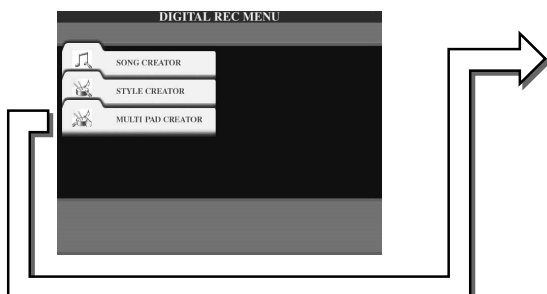 DIGITAL REC MENU
SONG CREATOR
STYLE CREATOR
MULTI PAD CREATOR